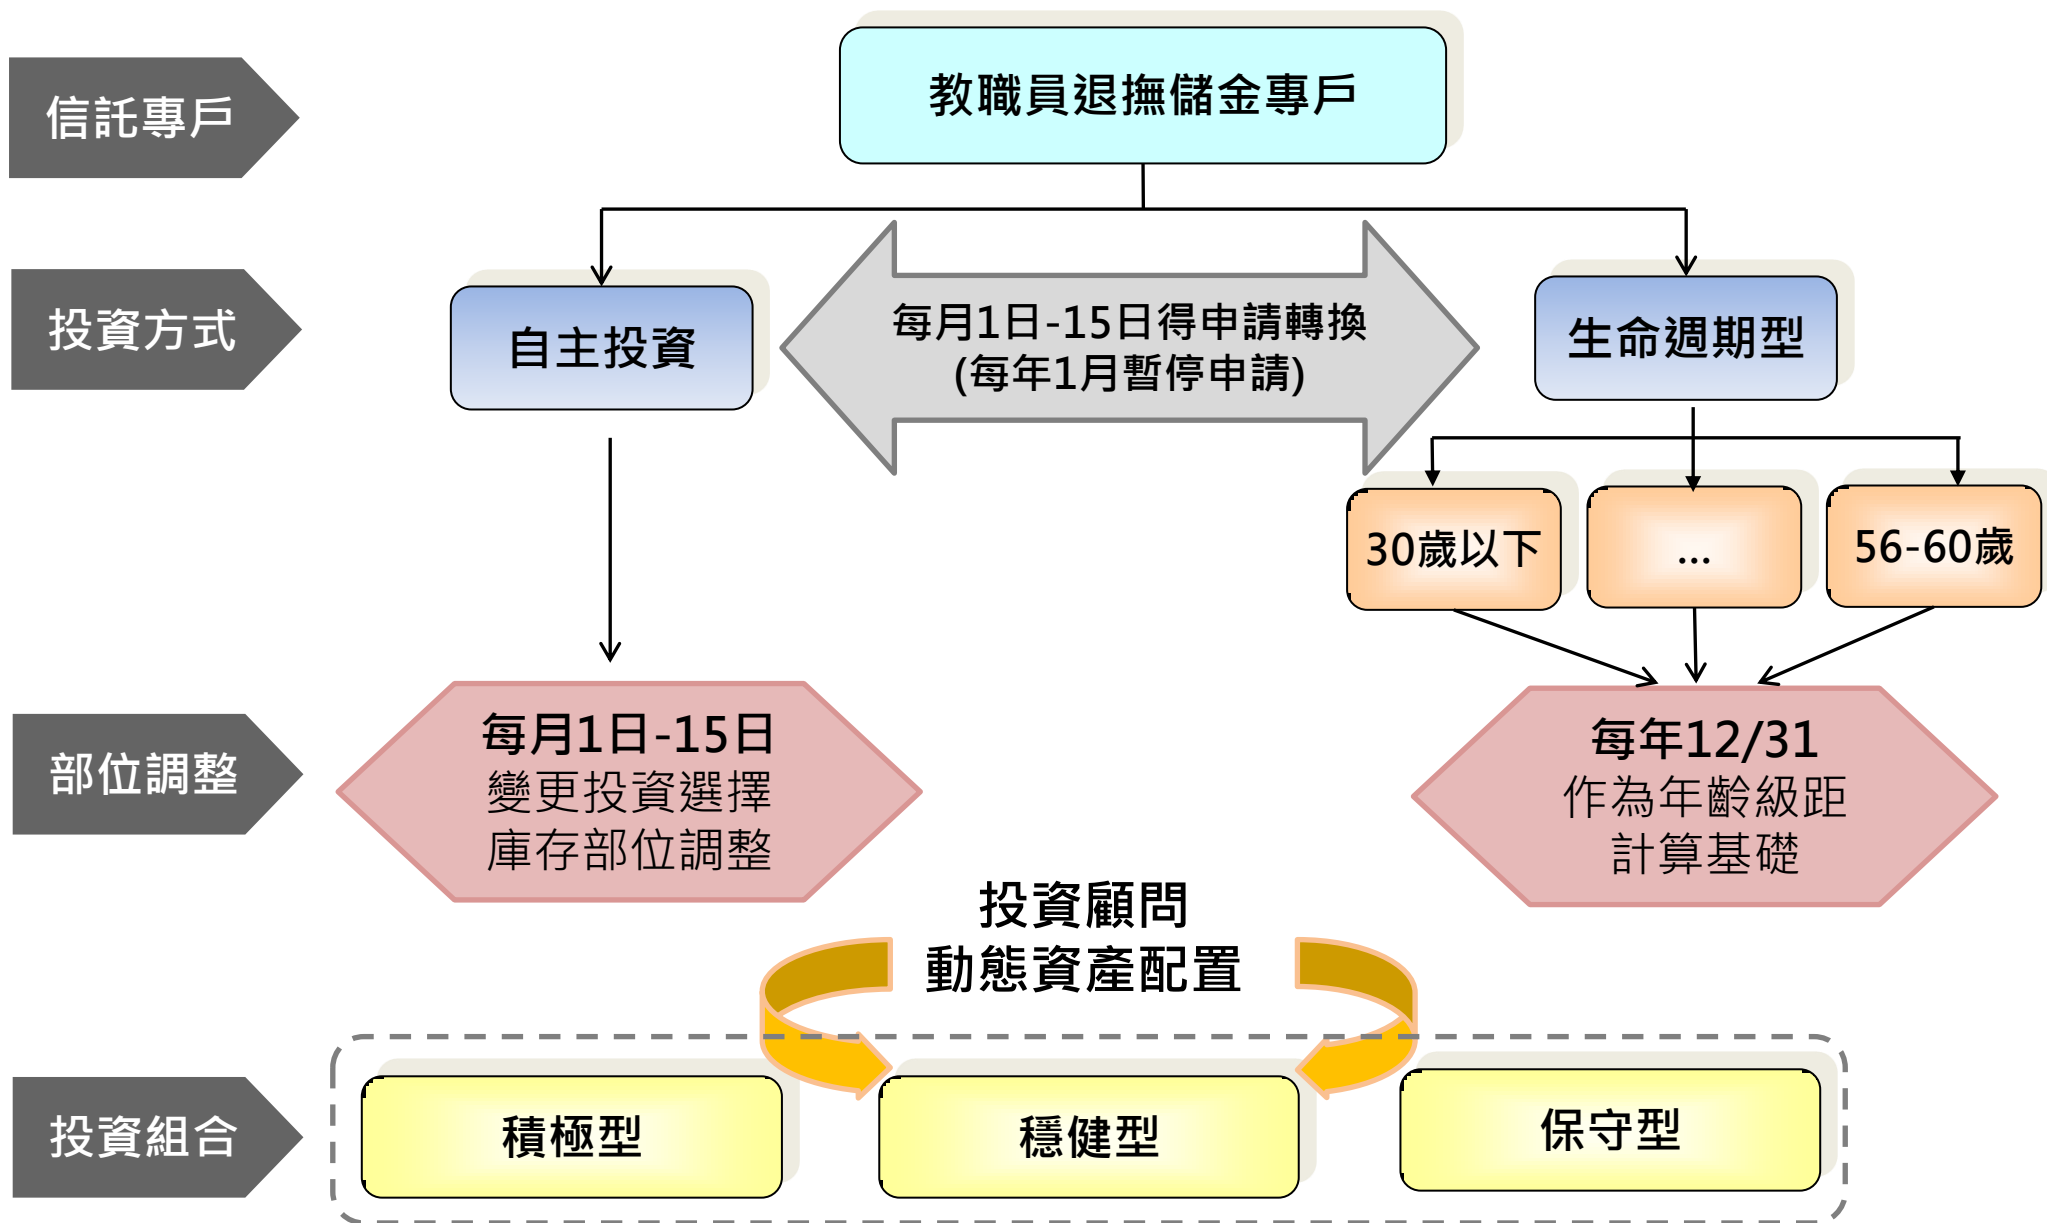 信託專戶
教職員退撫儲金專戶
投資方式
自主投資
每月1日-15日得申請轉換
(每年1月暫停申請)
生命週期型
30歲以下
...
56-60歲
部位調整
每月1日-15日
變更投資選擇
庫存部位調整
每年12/31
作為年齡級距
計算基礎
投資顧問
動態資產配置
投資組合
積極型
穩健型
保守型